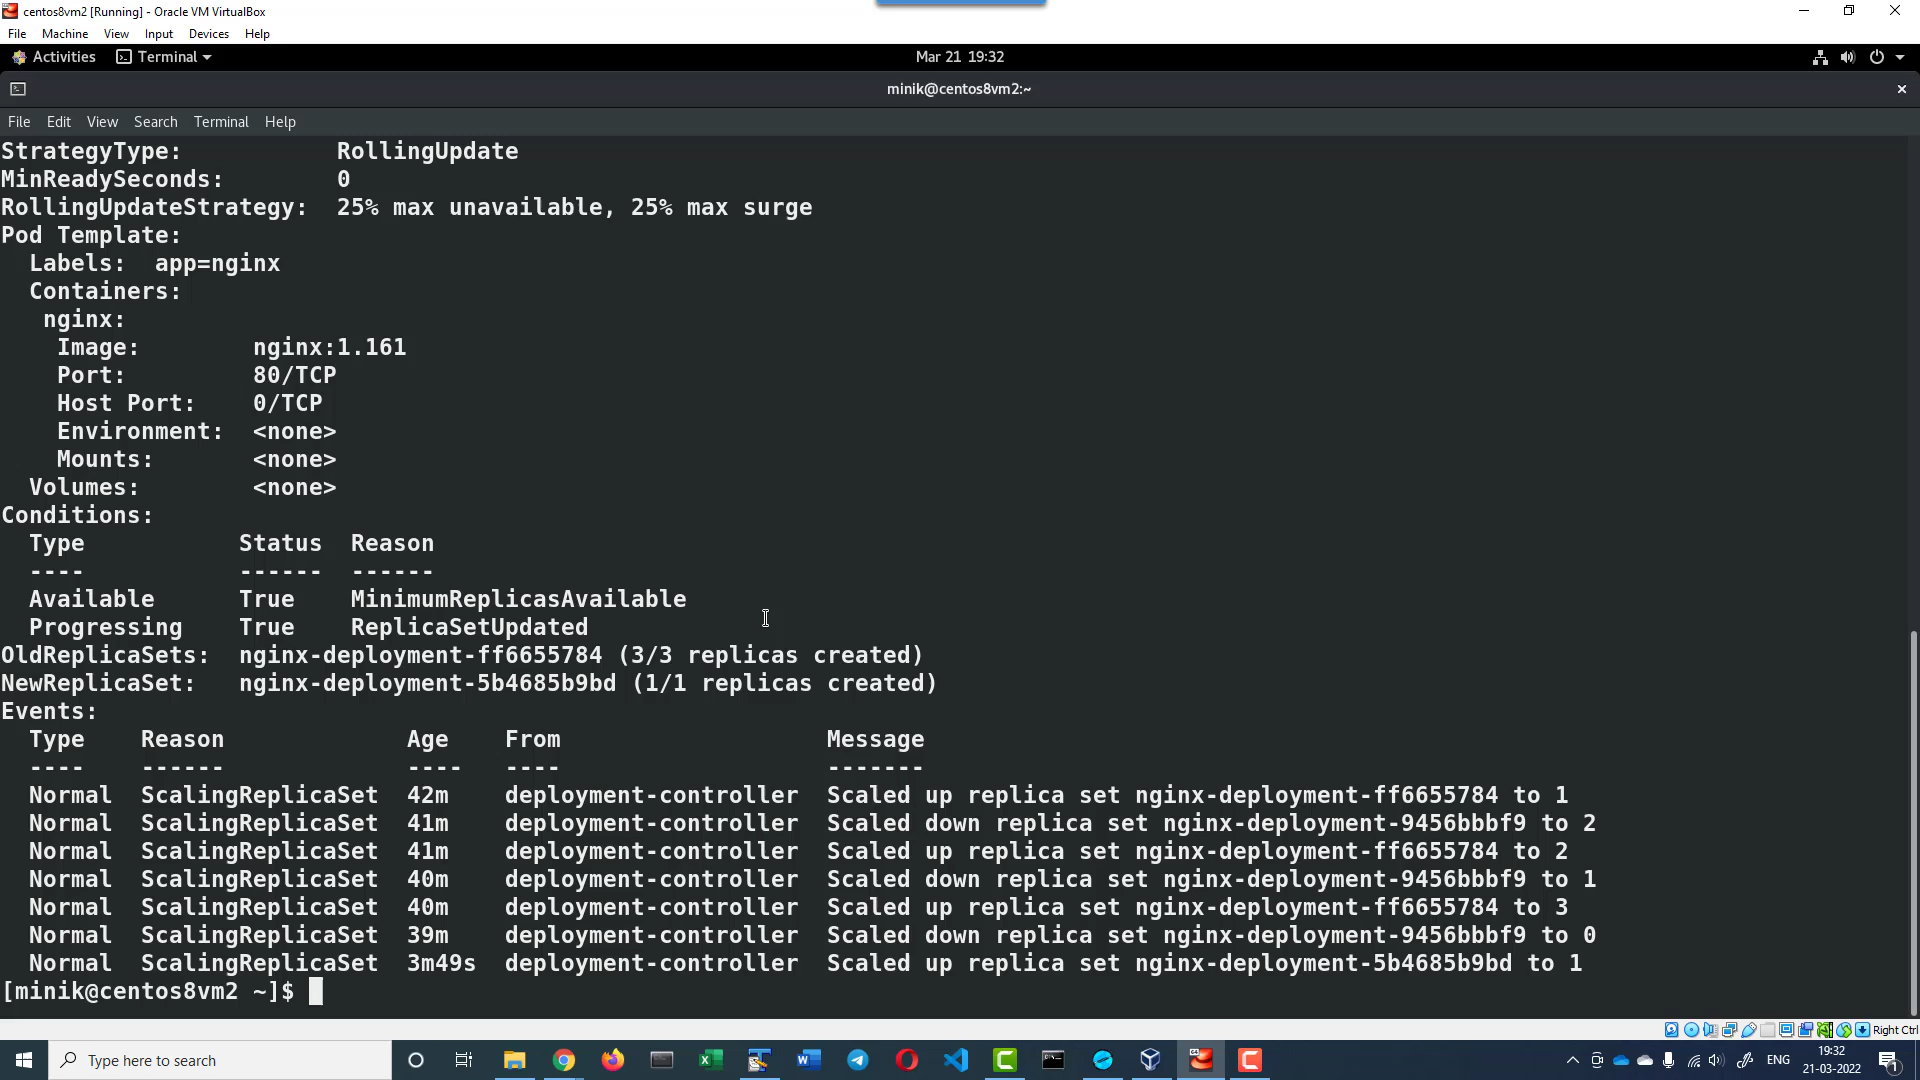 centos8vm2 [Running] - Oracle VM VirtualBox
File Machine View Input Devices Help
Activities Terminal Mar 21 19:32
minik@centos8vm2:~
File Edit View Search Terminal Help
StrategyType: RollingUpdate
MinReadySeconds: 0
RollingUpdateStrategy: 25% max unavailable, 25% max surge
Pod Template:
Labels: app=nginx
Containers:
nginx:
Image: nginx:1.161
Port: 80/TCP
Host Port: 0/TCP
Environment: <none>
Mounts: <none>
Volumes: <none>
Conditions:
Type Status Reason
---- ------ ------
Available True MinimumReplicasAvailable
Progressing True ReplicaSetUpdated
OldReplicaSets: nginx-deployment-ff6655784 (3/3 replicas created)
NewReplicaSet: nginx-deployment-5b4685b9bd (1/1 replicas created)
Events:
Type Reason Age From Message
---- ------ ---- ---- -------
Normal ScalingReplicaSet 42m deployment-controller Scaled up replica set nginx-deployment-ff6655784 to 1
Normal ScalingReplicaSet 41m deployment-controller Scaled down replica set nginx-deployment-9456bbbf9 to 2
Normal ScalingReplicaSet 41m deployment-controller Scaled up replica set nginx-deployment-ff6655784 to 2
Normal ScalingReplicaSet 40m deployment-controller Scaled down replica set nginx-deployment-9456bbbf9 to 1
Normal ScalingReplicaSet 40m deployment-controller Scaled up replica set nginx-deployment-ff6655784 to 3
Normal ScalingReplicaSet 39m deployment-controller Scaled down replica set nginx-deployment-9456bbbf9 to 0
Normal ScalingReplicaSet 3m49s deployment-controller Scaled up replica set nginx-deployment-5b4685b9bd to 1
[minik@centos8vm2 ~]$
Right Ctrl
Type here to search
ENG
19:32
21-03-2022
1